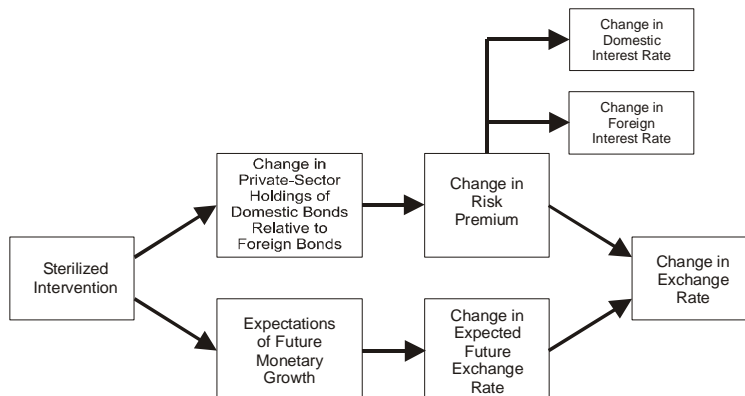 Change in
Domestic
Interest Rate
Change in
Foreign
Interest Rate
Change in
Private-Sector
Holdings of
Domestic Bonds
Relative to
Foreign Bonds
Change in
Risk
Premium
Sterilized
Intervention
Change in
Exchange
Rate
Expectations
of Future
Monetary
Growth
Change in
Expected
Future
Exchange
Rate